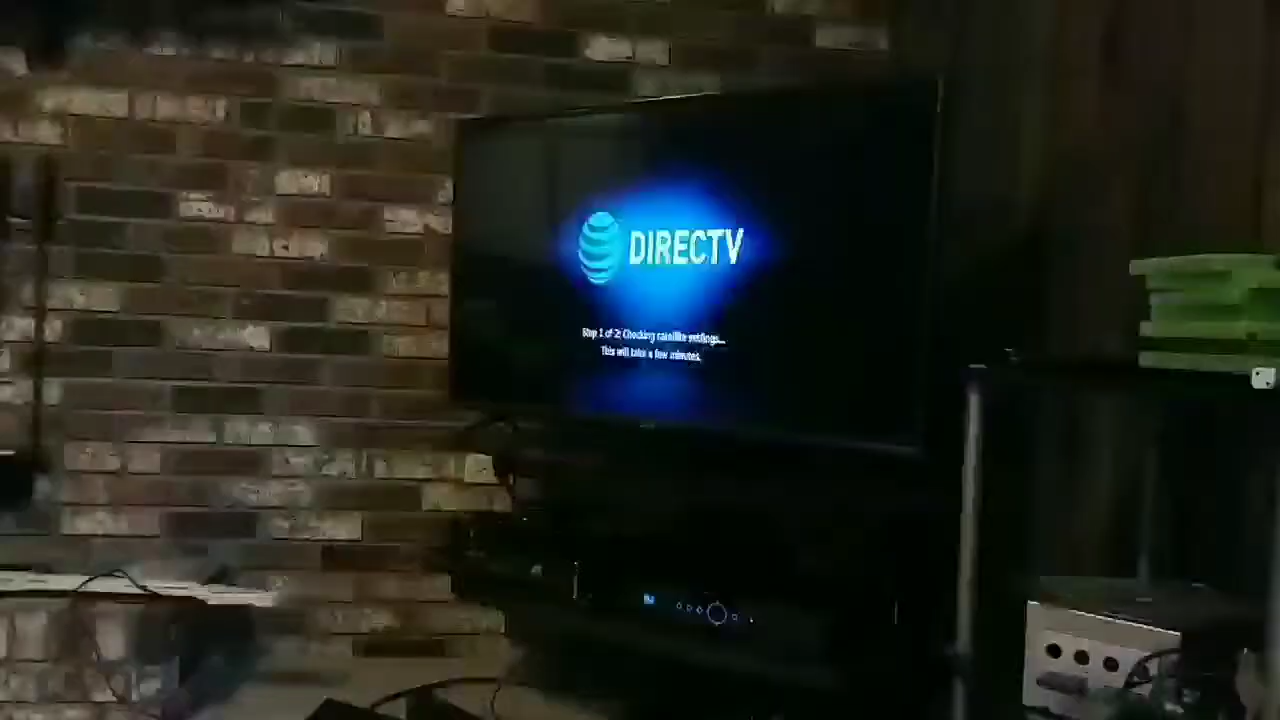 DIRECTV
Step 1 of 2: Checking satellite settings...
This will take a few minutes.